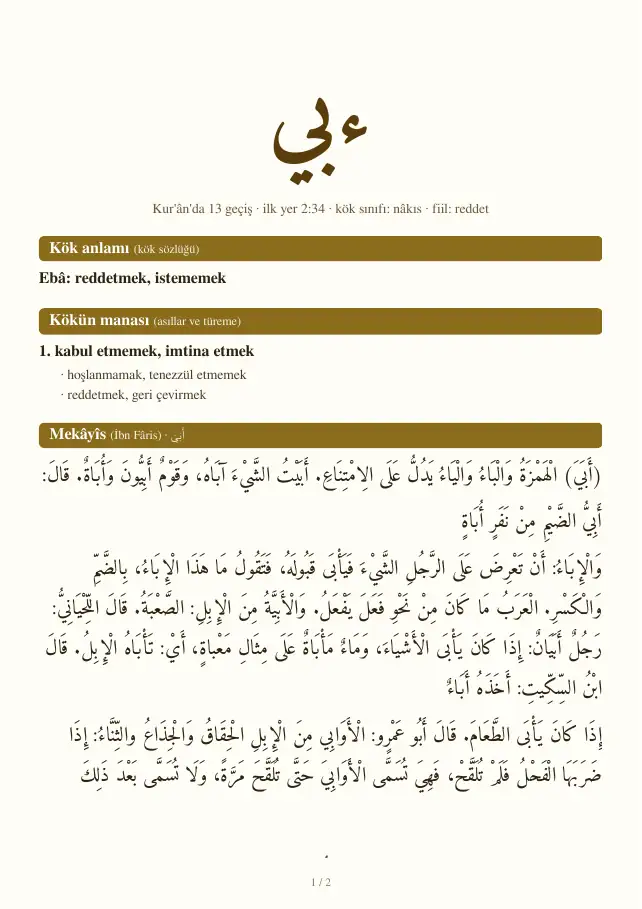 ءبي
Kur'ân'da 13 geçiş · ilk yer 2:34 · kök sınıfı: nâkıs · fiil: reddet
Kök anlamı (kök sözlüğü)
Ebâ: reddetmek, istememek
Kökün manası (asıllar ve türeme)
1. kabul etmemek, imtina etmek
· hoşlanmamak, tenezzül etmemek
· reddetmek, geri çevirmek
Mekâyîs (İbn Fâris) · أبي
(أَبَيَ) الْهَمْزَةُ وَالْبَاءُ وَالْيَاءُ يَدُلُّ عَلَى الِامْتِنَاعِ. أَبَيْتُ الشَّيْءَ آبَاهُ، وَقَوْمٌ أَبِيُّونَ وَأُبَاةٌ. قَالَ:
أَبِيُّ الضَّيْمِ مِنْ نَفَرٍ أُبَاةٍ
وَالْإِبَاءُ: أَنْ تَعْرِضَ عَلَى الرَّجُلِ الشَّيْءَ فَيَأْبَى قَبُولَهُ، فَتَقُولُ مَا هَذَا الْإِبَاءُ، بِالضَّمِّ
وَالْكَسْرِ. الْعَرَبُ مَا كَانَ مِنْ نَحْوِ فَعَلَ يَفْعَلُ. وَالْأَبِيَّةُ مِنَ الْإِبِلِ: الصَّعْبَةُ. قَالَ اللِّحْيَانِيُّ:
رَجُلٌ أَبَيَانٌ: إِذَا كَانَ يَأْبَى الْأَشْيَاءَ، وَمَاءٌ مَأْبَاةٌ عَلَى مِثَالِ مَعْبَاةٍ، أَيْ: تَأْبَاهُ الْإِبِلُ. قَالَ
ابْنُ السِّكِّيتِ: أَخَذَهُ أَبَاءٌ
إِذَا كَانَ يَأْبَى الطَّعَامَ. قَالَ أَبُو عَمْرٍو: الْأَوَابِي مِنَ الْإِبِلِ الْحِقَاقُ وَالْجِذَاعُ والثِّنَّاءُ: إِذَا
ضَرَبَهَا الْفَحْلُ فَلَمْ تُلَقَّحْ، فَهِيَ تُسَمَّى الْأَوَابِيَ حَتَّى تُلَقَّحَ مَرَّةً، وَلَا تُسَمَّى بَعْدَ ذَلِكَ
1 / 2